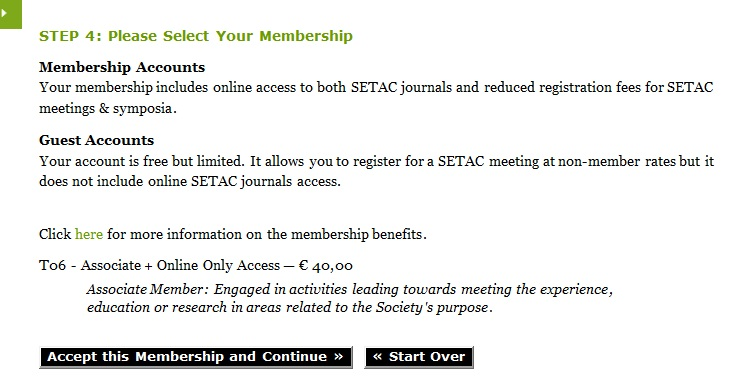 STEP 4: Please Select Your Membership
Membership Accounts
Your membership includes online access to both SETAC journals and reduced registration fees for SETAC
meetings & symposia.
Guest Accounts
Your account is free but limited. It allows you to register for a SETAC meeting at non-member rates but it
does not include online SETAC journals access.
Click here for more information on the membership benefits.
T06 - Associate + Online Only Access — € 40,00
Associate Member: Engaged in activities leading towards meeting the experience,
education or research in areas related to the Society's purpose.
Accept this Membership and Continue » « Start Over